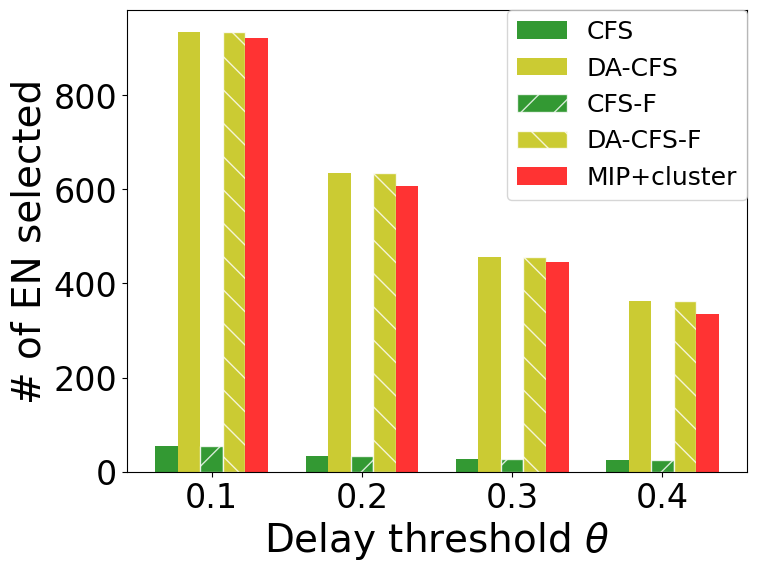 CFS
DA-CFS
CFS-F
DA-CFS-F
MIP+cluster
# of EN selected
800
600
400
200
0
0.1 0.2 0.3 0.4
Delay threshold θ